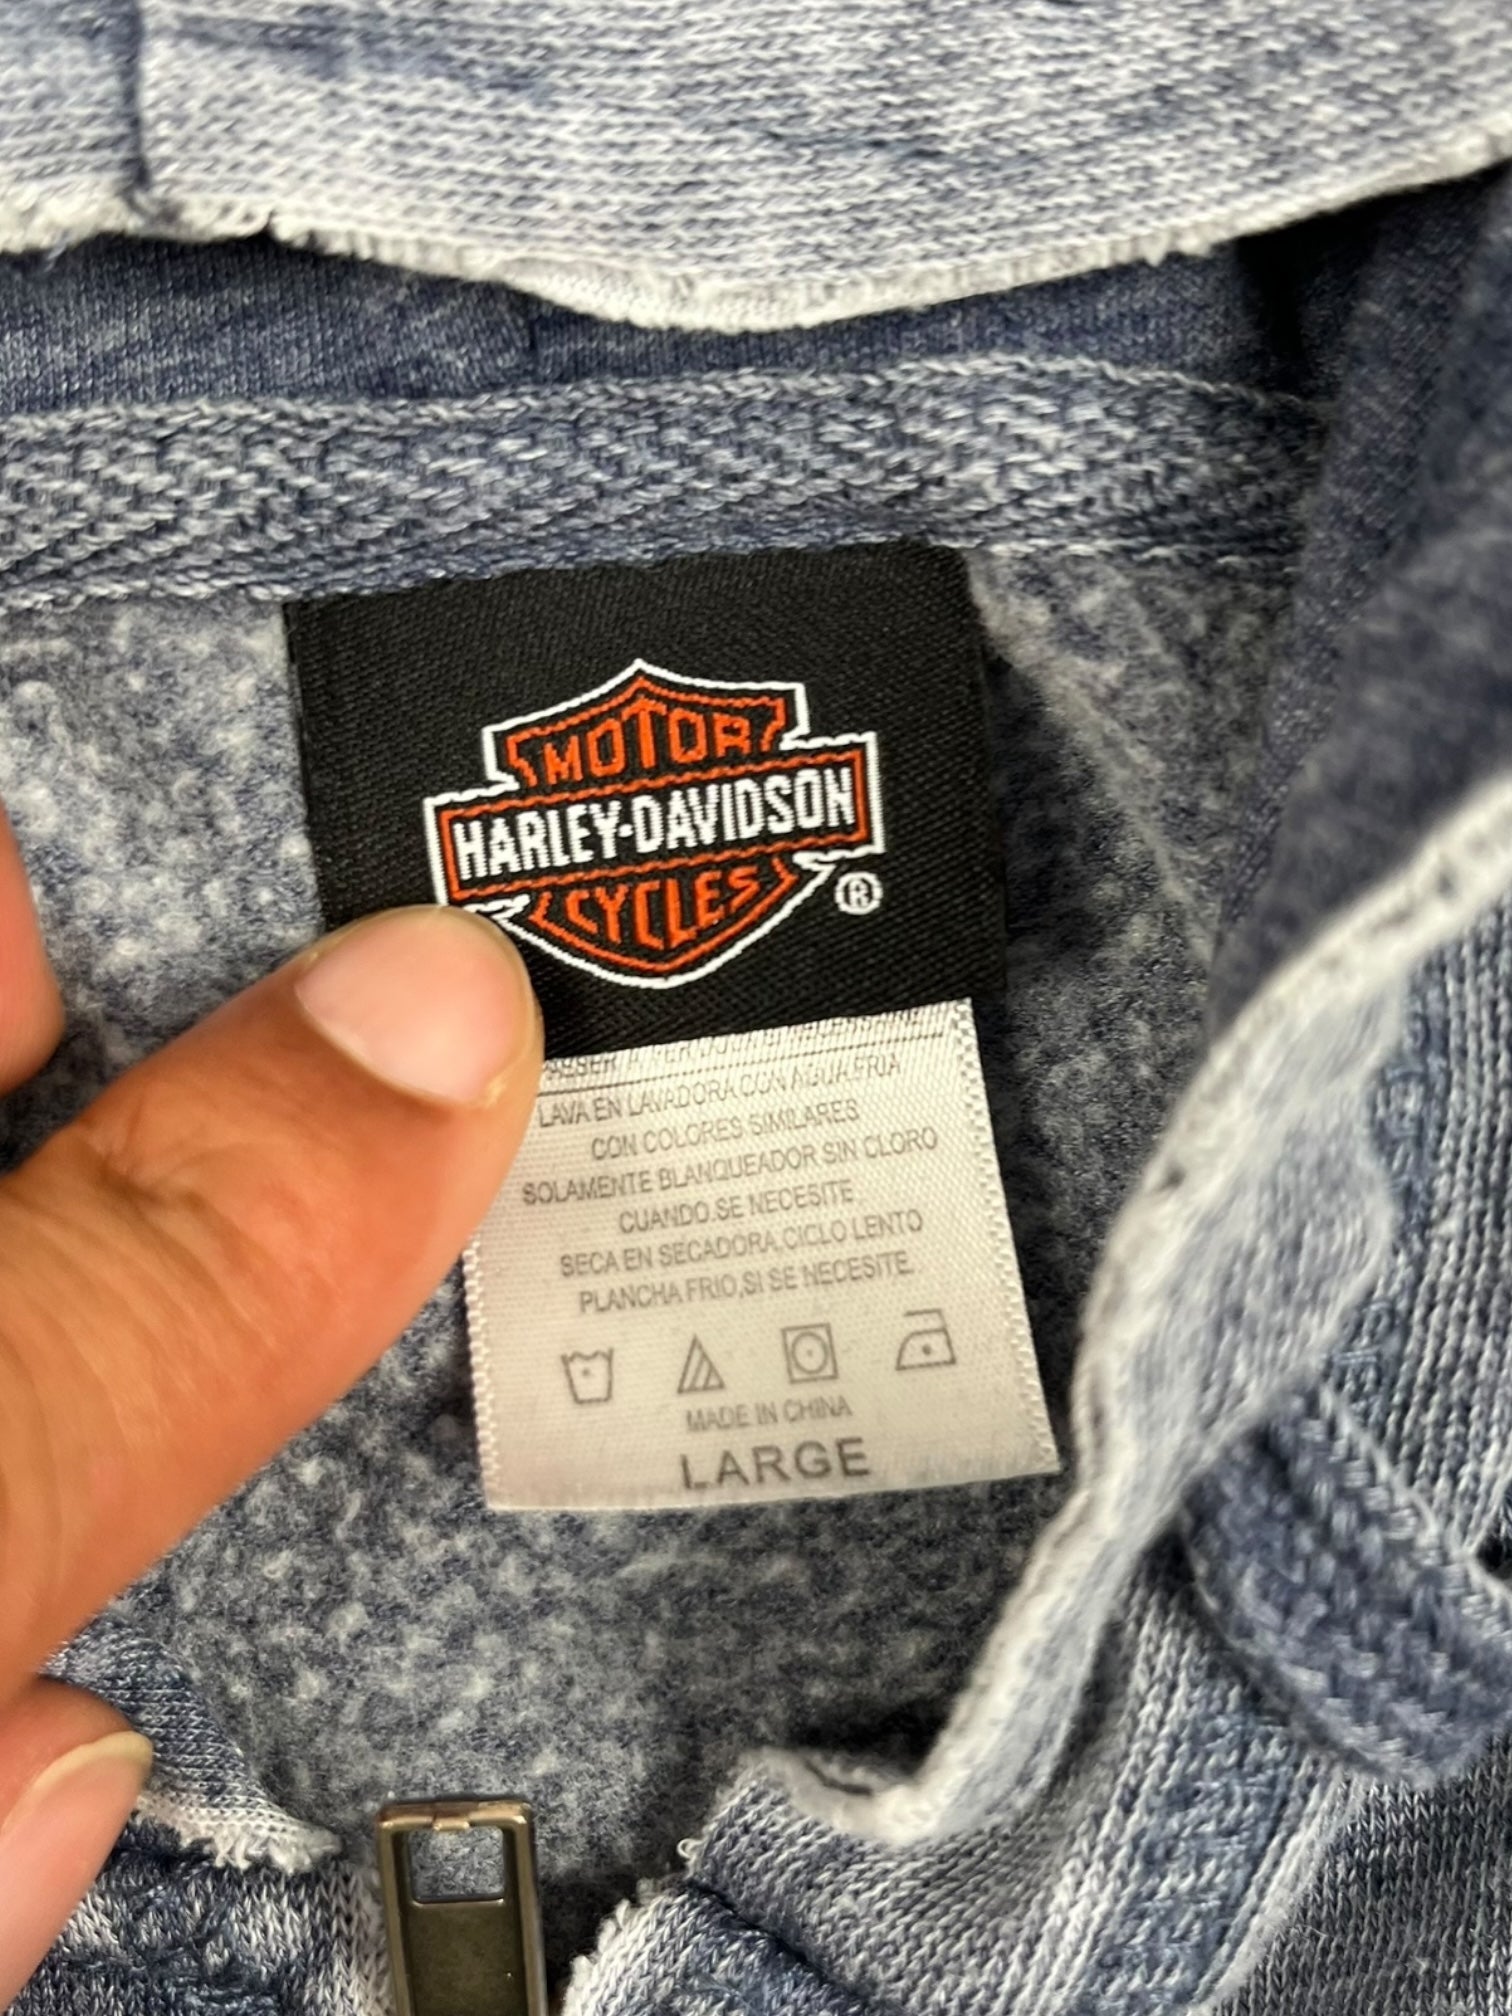 MOTOR
HARLEY-DAVIDSON
CYCLES
®
LAVA EN LAVADORA CON AGUA FRIA
CON COLORES SIMILARES
SOLAMENTE BLANQUEADOR SIN CLORO
CUANDO.SE NECESITE
SECA EN SECADORA,CICLO LENTO
PLANCHA FRIO,SI SE NECESITE.
MADE IN CHINA
LARGE